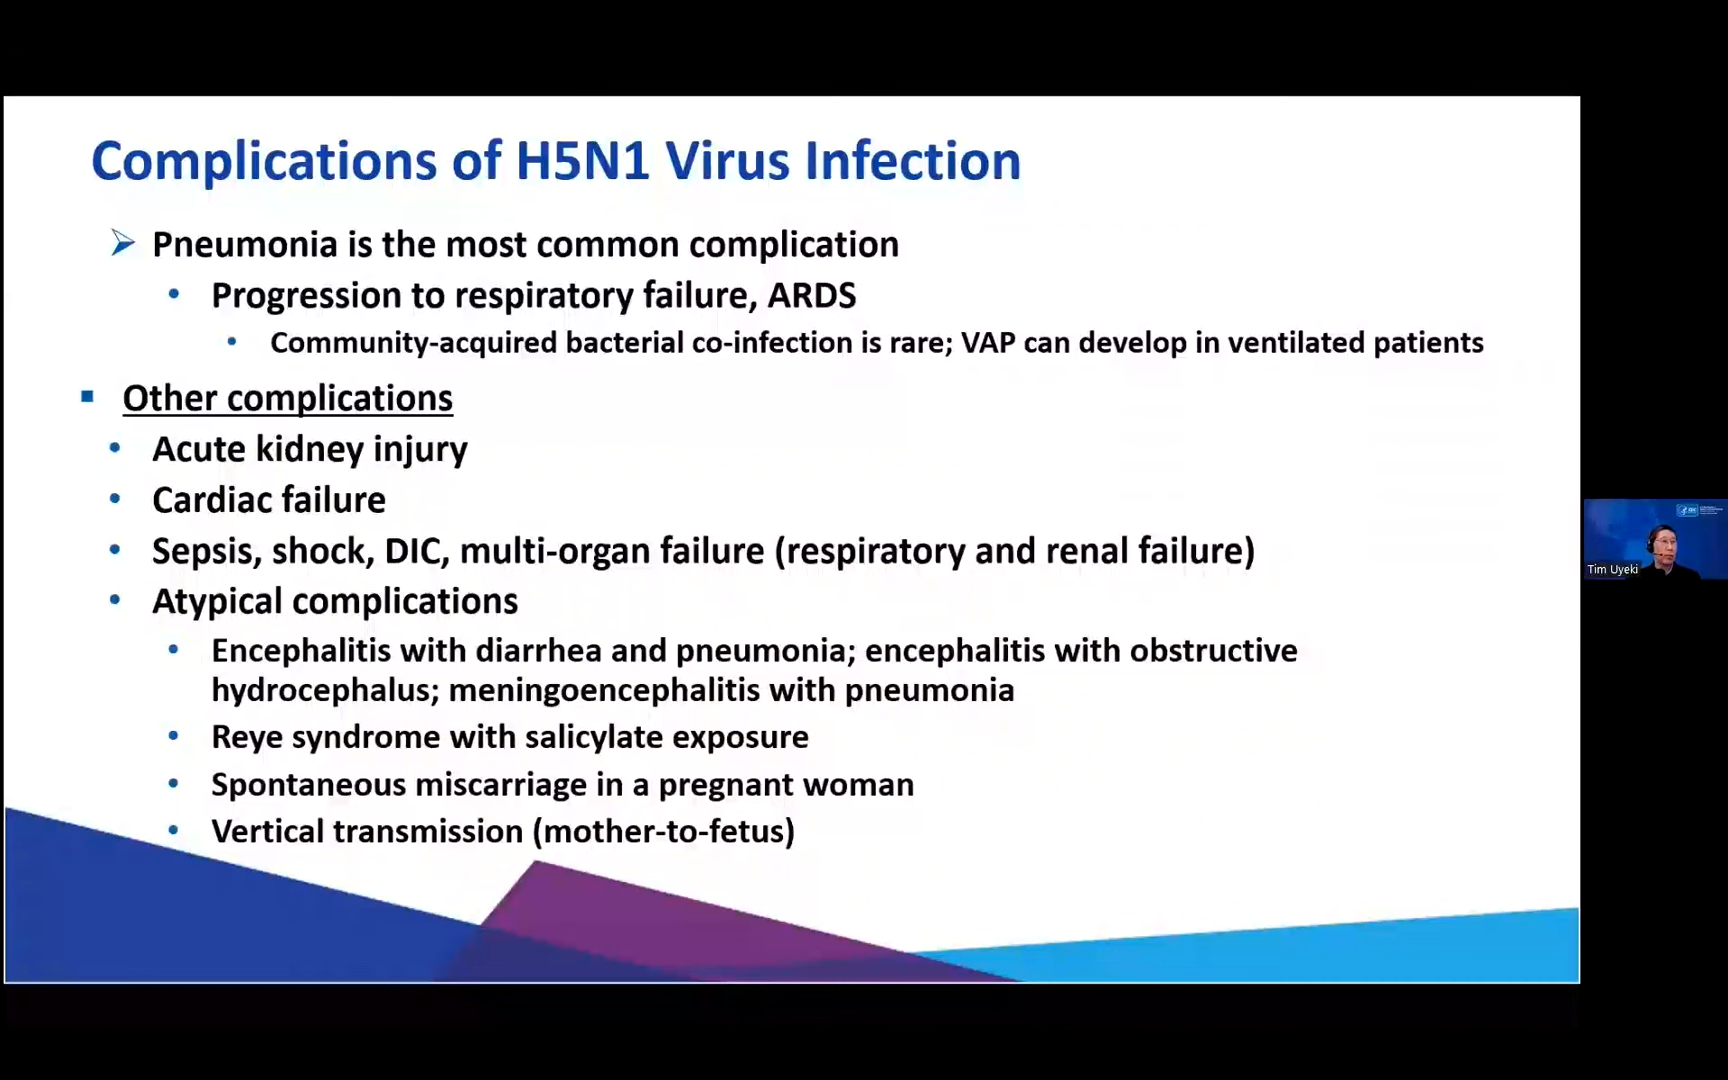 Complications of H5N1 Virus Infection
Pneumonia is the most common complication
Progression to respiratory failure, ARDS
Community-acquired bacterial co-infection is rare; VAP can develop in ventilated patients
Other complications
Acute kidney injury
Cardiac failure
Sepsis, shock, DIC, multi-organ failure (respiratory and renal failure)
Atypical complications
Encephalitis with diarrhea and pneumonia; encephalitis with obstructive
hydrocephalus; meningoencephalitis with pneumonia
Reye syndrome with salicylate exposure
Spontaneous miscarriage in a pregnant woman
Vertical transmission (mother-to-fetus)
Tim Uyeki